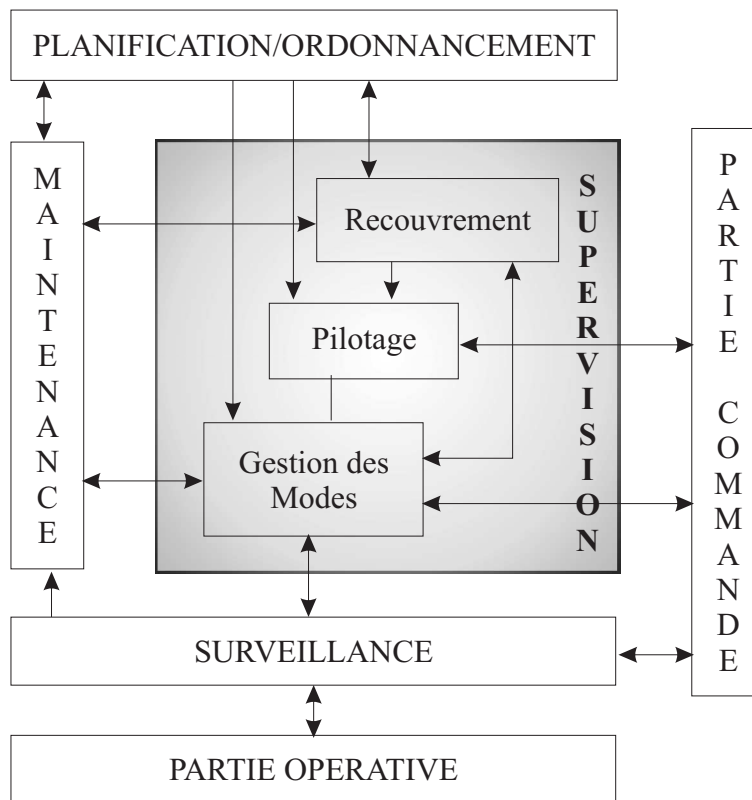 PLANIFICATION/ORDONNANCEMENT
MAINTENANCE
Recouvrement
Pilotage
Gestion des
Modes
SUPERVISION
PARTIE COMMANDE
SURVEILLANCE
PARTIE OPERATIVE